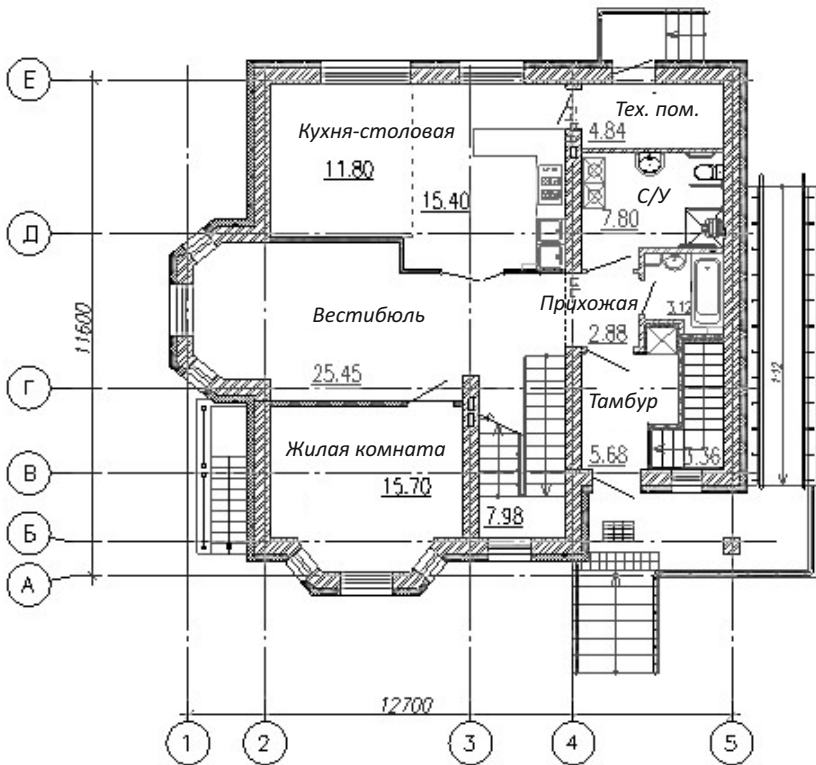 Е
Тех. пом.
Кухня-столовая
4.84
11.80
С/У
15.40
7.80
Д
Прихожая
3.12
Вестибюль
2.88
11600
25.45
1:12
Г
Тамбур
Жилая комната
5.68
3.36
В
15.70
7.98
Б
А
12700
1
2
3
4
5